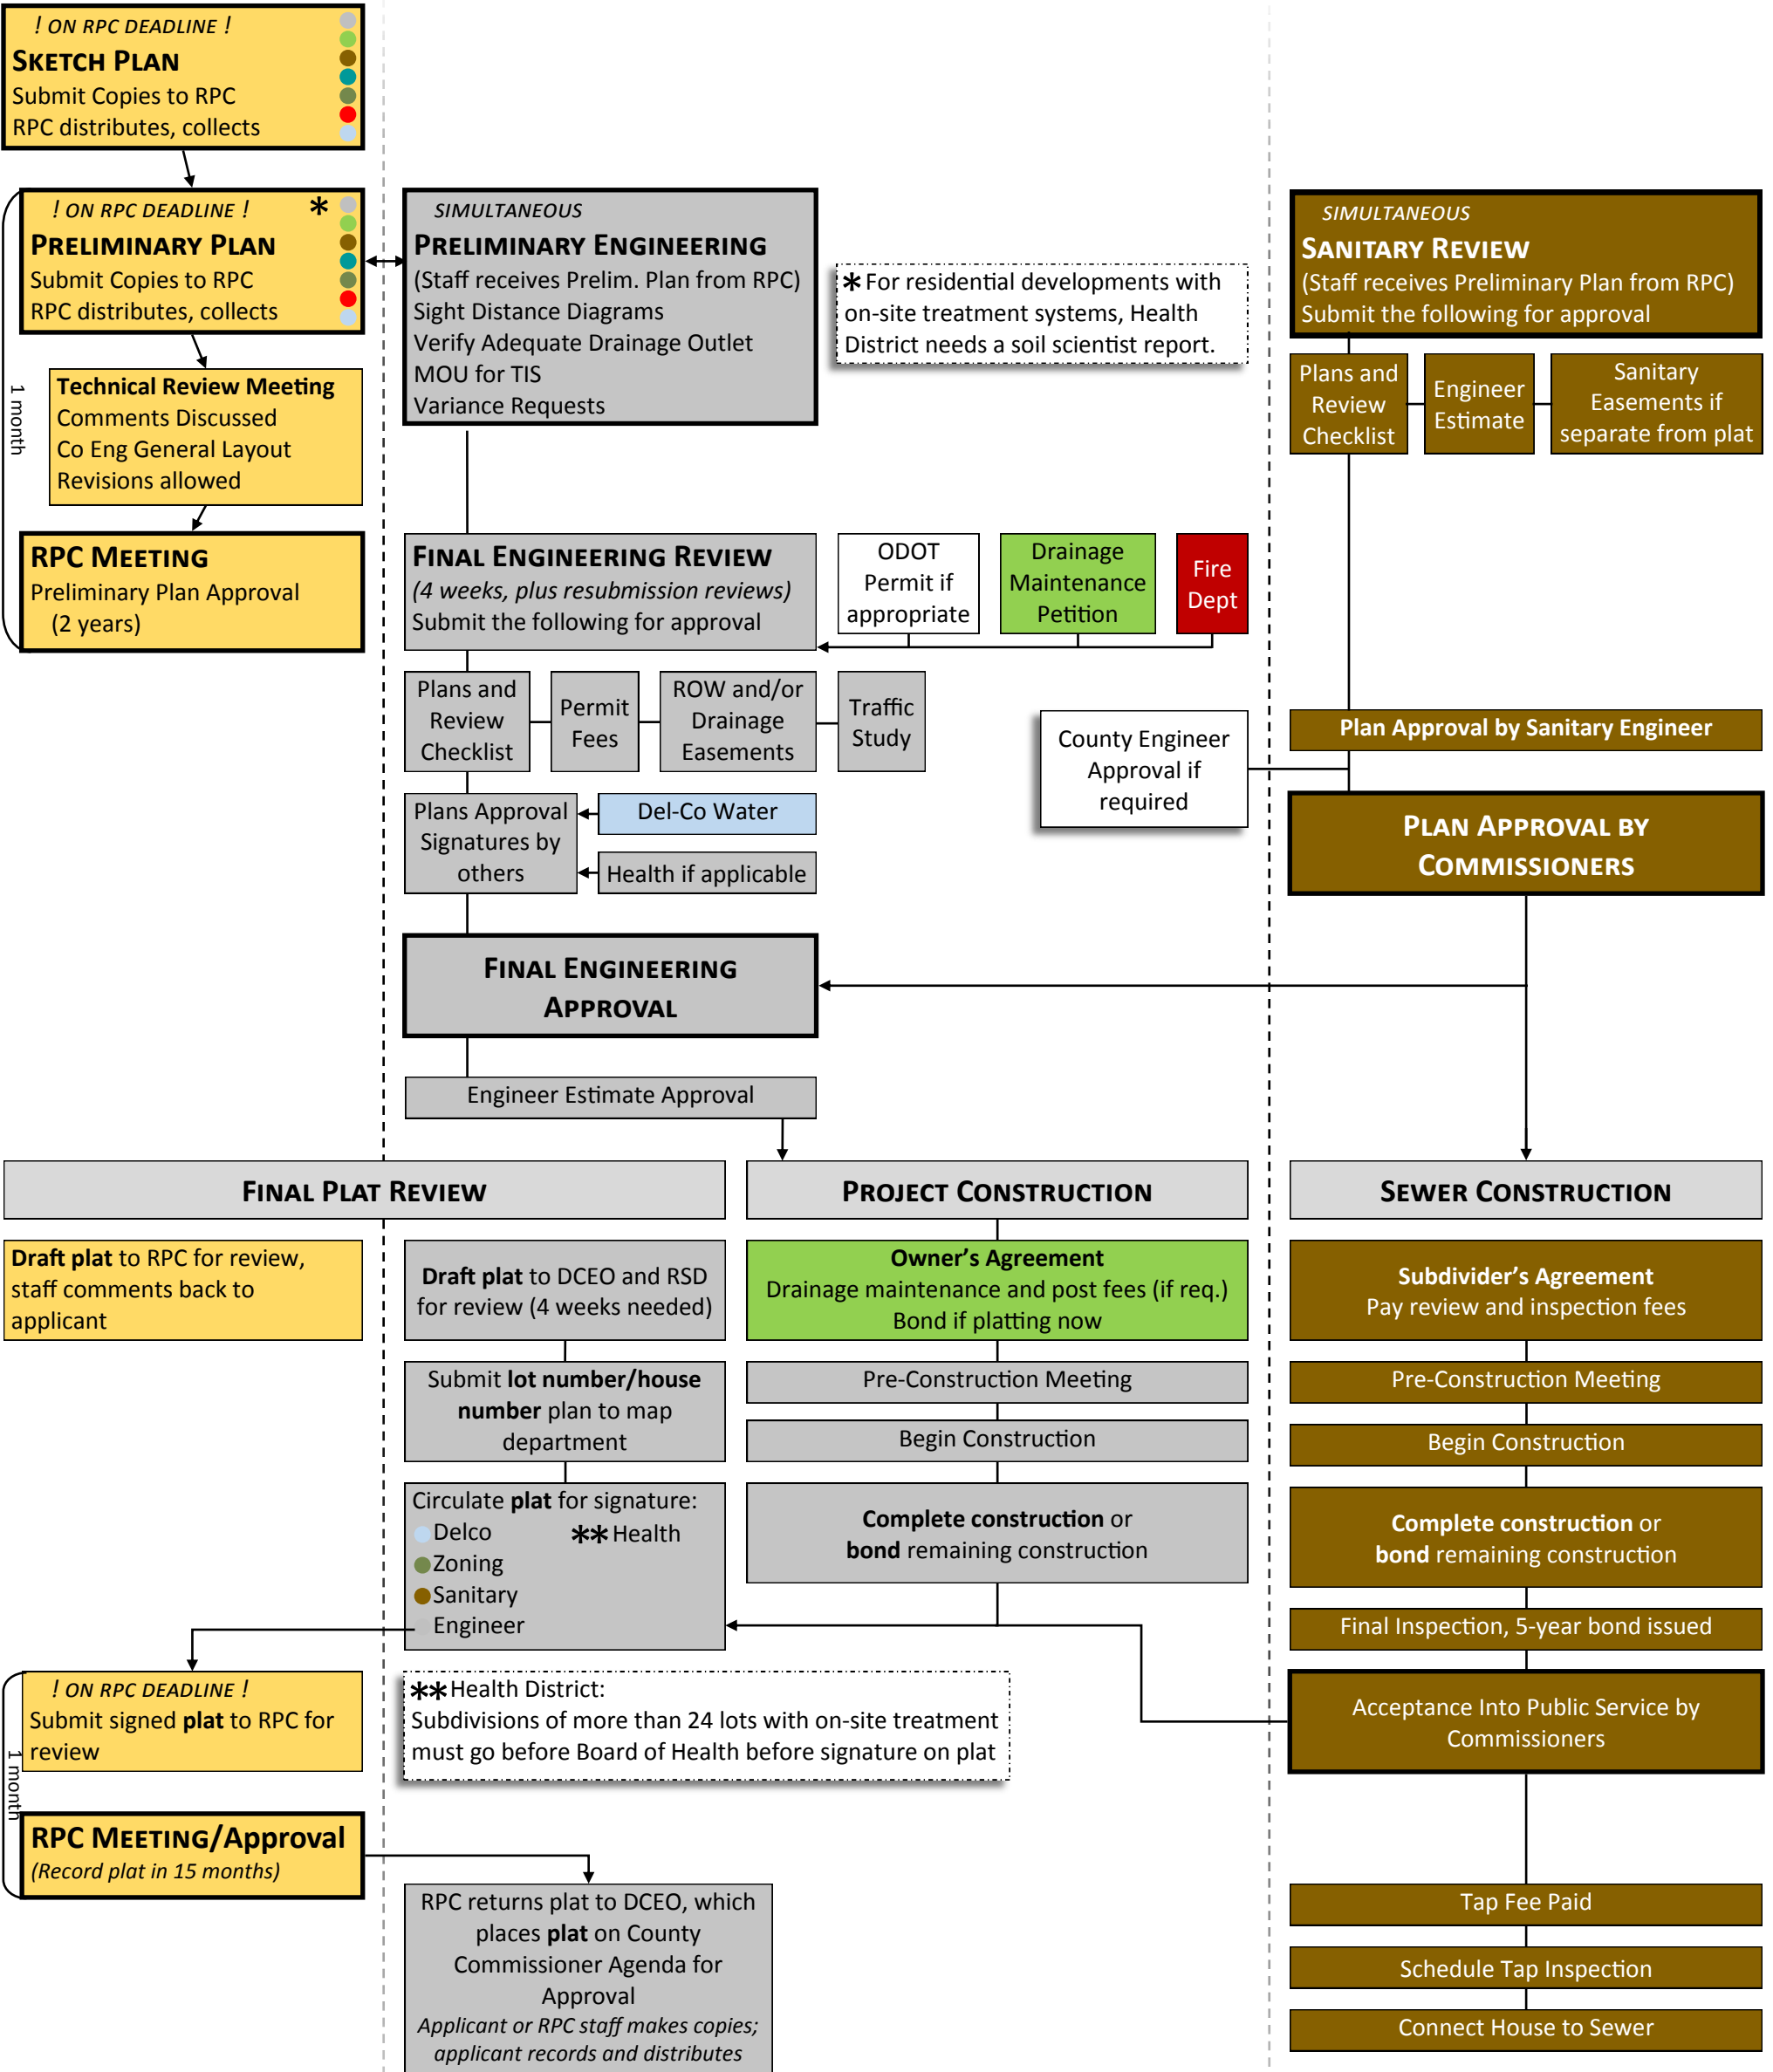 ! ON RPC DEADLINE !
SKETCH PLAN
Submit Copies to RPC
RPC distributes, collects
! ON RPC DEADLINE ! *
PRELIMINARY PLAN
Submit Copies to RPC
RPC distributes, collects
1 month
Technical Review Meeting
Comments Discussed
Co Eng General Layout
Revisions allowed
RPC MEETING
Preliminary Plan Approval
(2 years)
SIMULTANEOUS
PRELIMINARY ENGINEERING
(Staff receives Prelim. Plan from RPC)
Sight Distance Diagrams
Verify Adequate Drainage Outlet
MOU for TIS
Variance Requests
* For residential developments with
on-site treatment systems, Health
District needs a soil scientist report.
SIMULTANEOUS
SANITARY REVIEW
(Staff receives Preliminary Plan from RPC)
Submit the following for approval
Plans and
Review
Checklist
Engineer
Estimate
Sanitary
Easements if
separate from plat
FINAL ENGINEERING REVIEW
(4 weeks, plus resubmission reviews)
Submit the following for approval
ODOT
Permit if
appropriate
Drainage
Maintenance
Petition
Fire
Dept
Plans and
Review
Checklist
Permit
Fees
ROW and/or
Drainage
Easements
Traffic
Study
County Engineer
Approval if
required
Plan Approval by Sanitary Engineer
PLAN APPROVAL BY
COMMISSIONERS
Plans Approval
Signatures by
others
Del-Co Water
Health if applicable
FINAL ENGINEERING
APPROVAL
Engineer Estimate Approval
FINAL PLAT REVIEW
PROJECT CONSTRUCTION
SEWER CONSTRUCTION
Draft plat to RPC for review,
staff comments back to
applicant
Draft plat to DCEO and RSD
for review (4 weeks needed)
Submit lot number/house
number plan to map
department
Circulate plat for signature:
Delco ** Health
Zoning
Sanitary
Engineer
Owner's Agreement
Drainage maintenance and post fees (if req.)
Bond if platting now
Pre-Construction Meeting
Begin Construction
Complete construction or
bond remaining construction
Subdivider's Agreement
Pay review and inspection fees
Pre-Construction Meeting
Begin Construction
Complete construction or
bond remaining construction
Final Inspection, 5-year bond issued
Acceptance Into Public Service by
Commissioners
! ON RPC DEADLINE !
Submit signed plat to RPC for
review
1 month
RPC MEETING/Approval
(Record plat in 15 months)
** Health District:
Subdivisions of more than 24 lots with on-site treatment
must go before Board of Health before signature on plat
RPC returns plat to DCEO, which
places plat on County
Commissioner Agenda for
Approval
Applicant or RPC staff makes copies;
applicant records and distributes
Tap Fee Paid
Schedule Tap Inspection
Connect House to Sewer